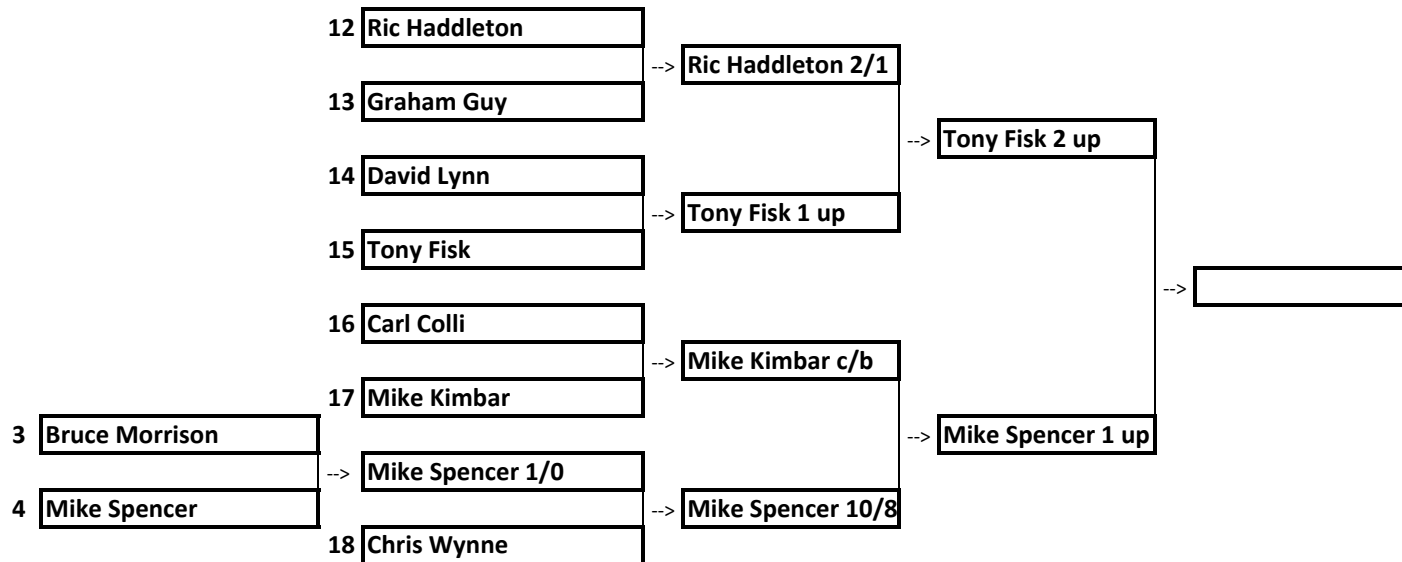 12 Ric Haddleton
--> Ric Haddleton 2/1
13 Graham Guy
--> Tony Fisk 2 up
14 David Lynn
--> Tony Fisk 1 up
15 Tony Fisk
-->
16 Carl Colli
--> Mike Kimbar c/b
17 Mike Kimbar
3 Bruce Morrison
--> Mike Spencer 1 up
--> Mike Spencer 1/0
4 Mike Spencer
--> Mike Spencer 10/8
18 Chris Wynne